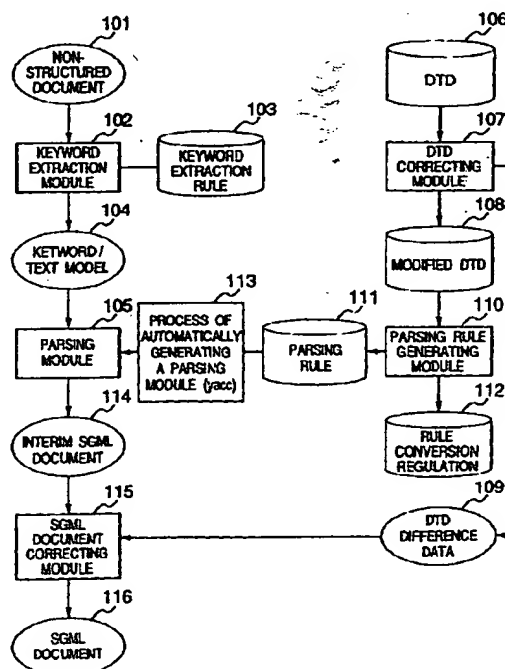 101
NON-
STRUCTURED
DOCUMENT
102
KEYWORD
EXTRACTION
MODULE
103
KEYWORD
EXTRACTION
RULE
104
KETWORD/
TEXT MODEL
105
PARSING
MODULE
113
PROCESS OF
AUTOMATICALLY
GENERATING
A PARSING
MODULE (yacc)
111
PARSING
RULE
106
DTD
107
DTD
CORRECTING
MODULE
108
MODIFIED DTD
110
PARSING RULE
GENERATING
MODULE
112
RULE
CONVERSION
REGULATION
109
DTD
DIFFERENCE
DATA
114
INTERIM SGML
DOCUMENT
115
SGML
DOCUMENT
CORRECTING
MODULE
116
SGML
DOCUMENT